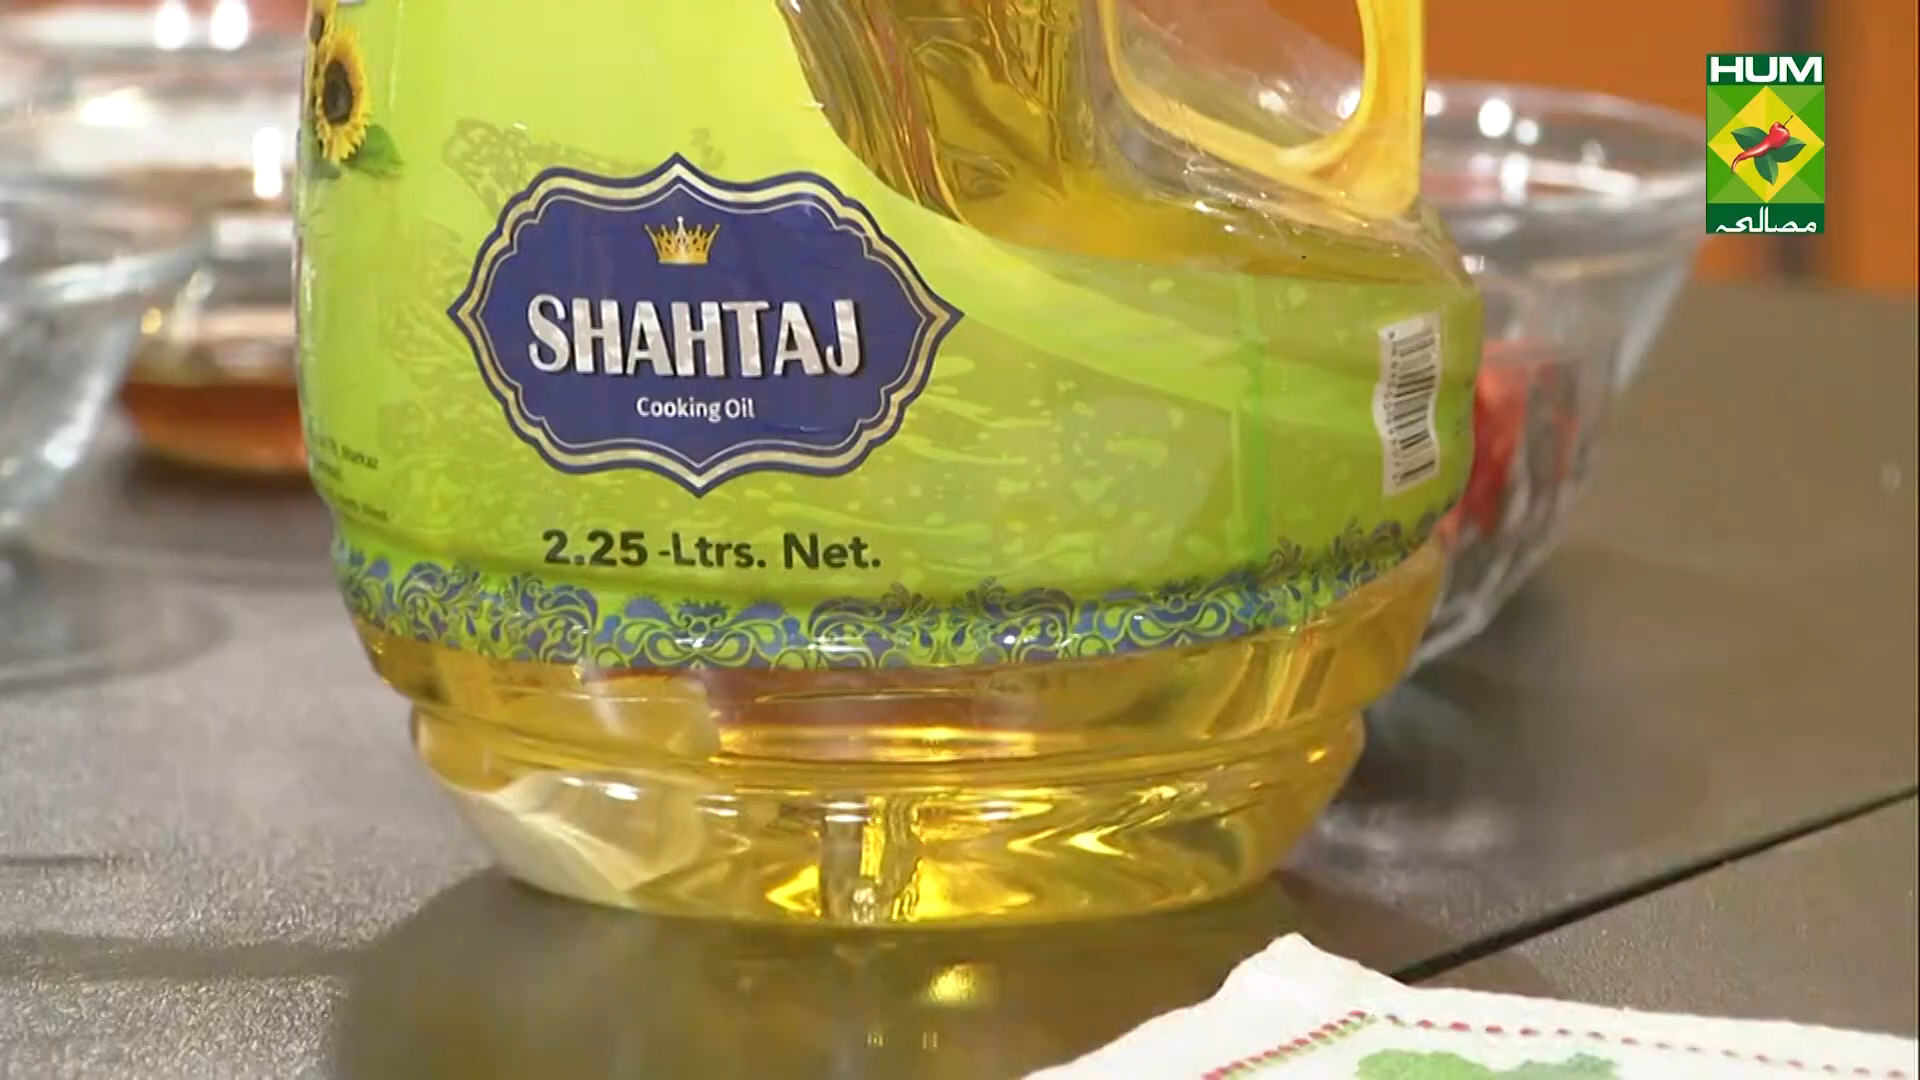 HUM
مصالحہ
SHAHTAJ
Cooking Oil
2.25-Ltrs. Net.